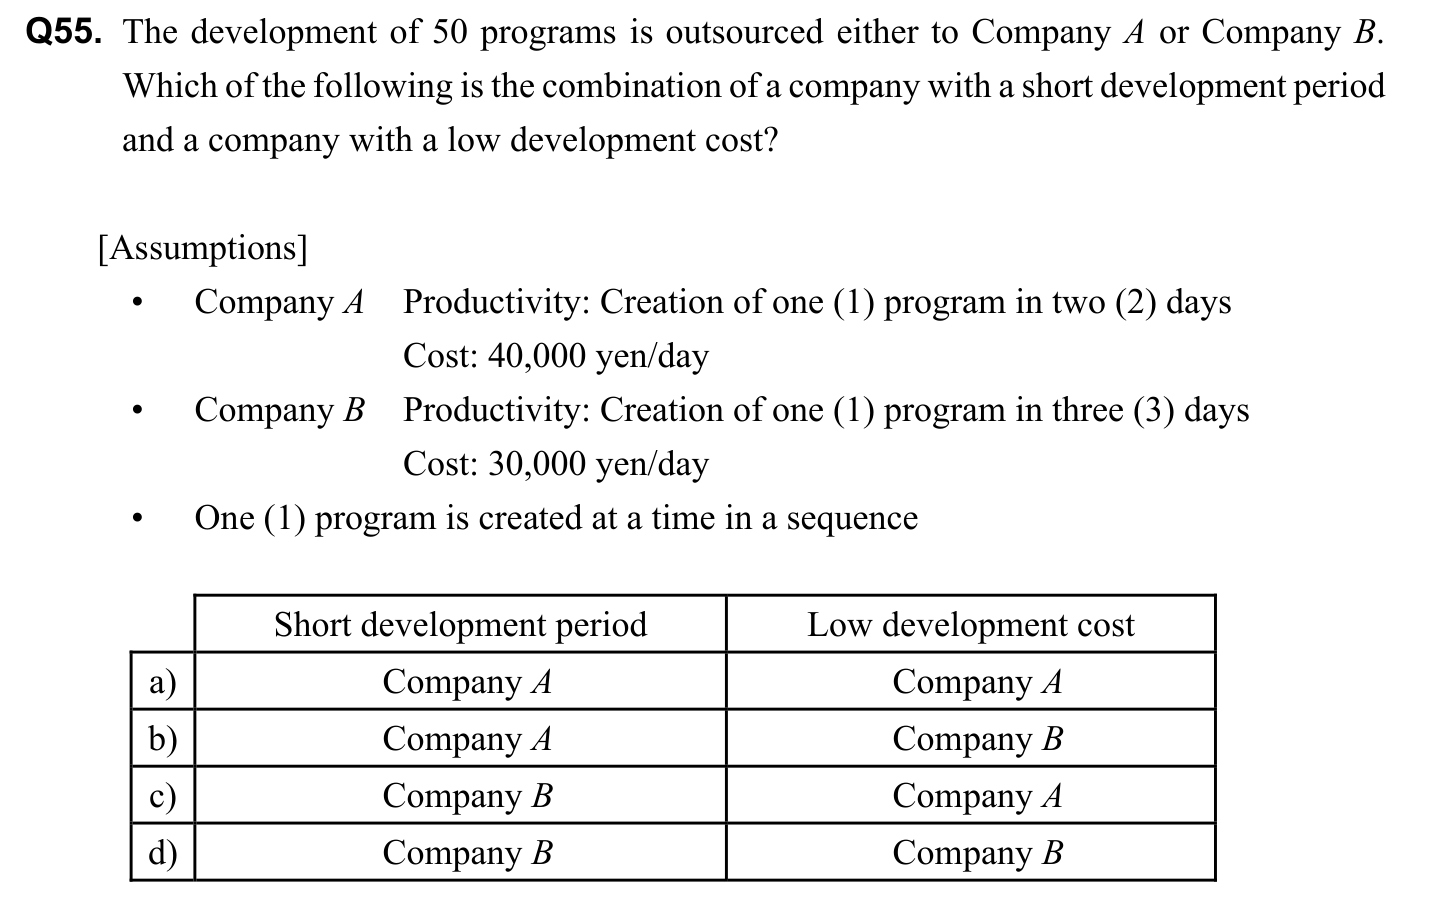 Q55. The development of 50 programs is outsourced either to Company A or Company B.
Which of the following is the combination of a company with a short development period
and a company with a low development cost?
[Assumptions]
• Company A Productivity: Creation of one (1) program in two (2) days
Cost: 40,000 yen/day
• Company B Productivity: Creation of one (1) program in three (3) days
Cost: 30,000 yen/day
• One (1) program is created at a time in a sequence
Short development period Low development cost
a) Company A Company A
b) Company A Company B
c) Company B Company A
d) Company B Company B